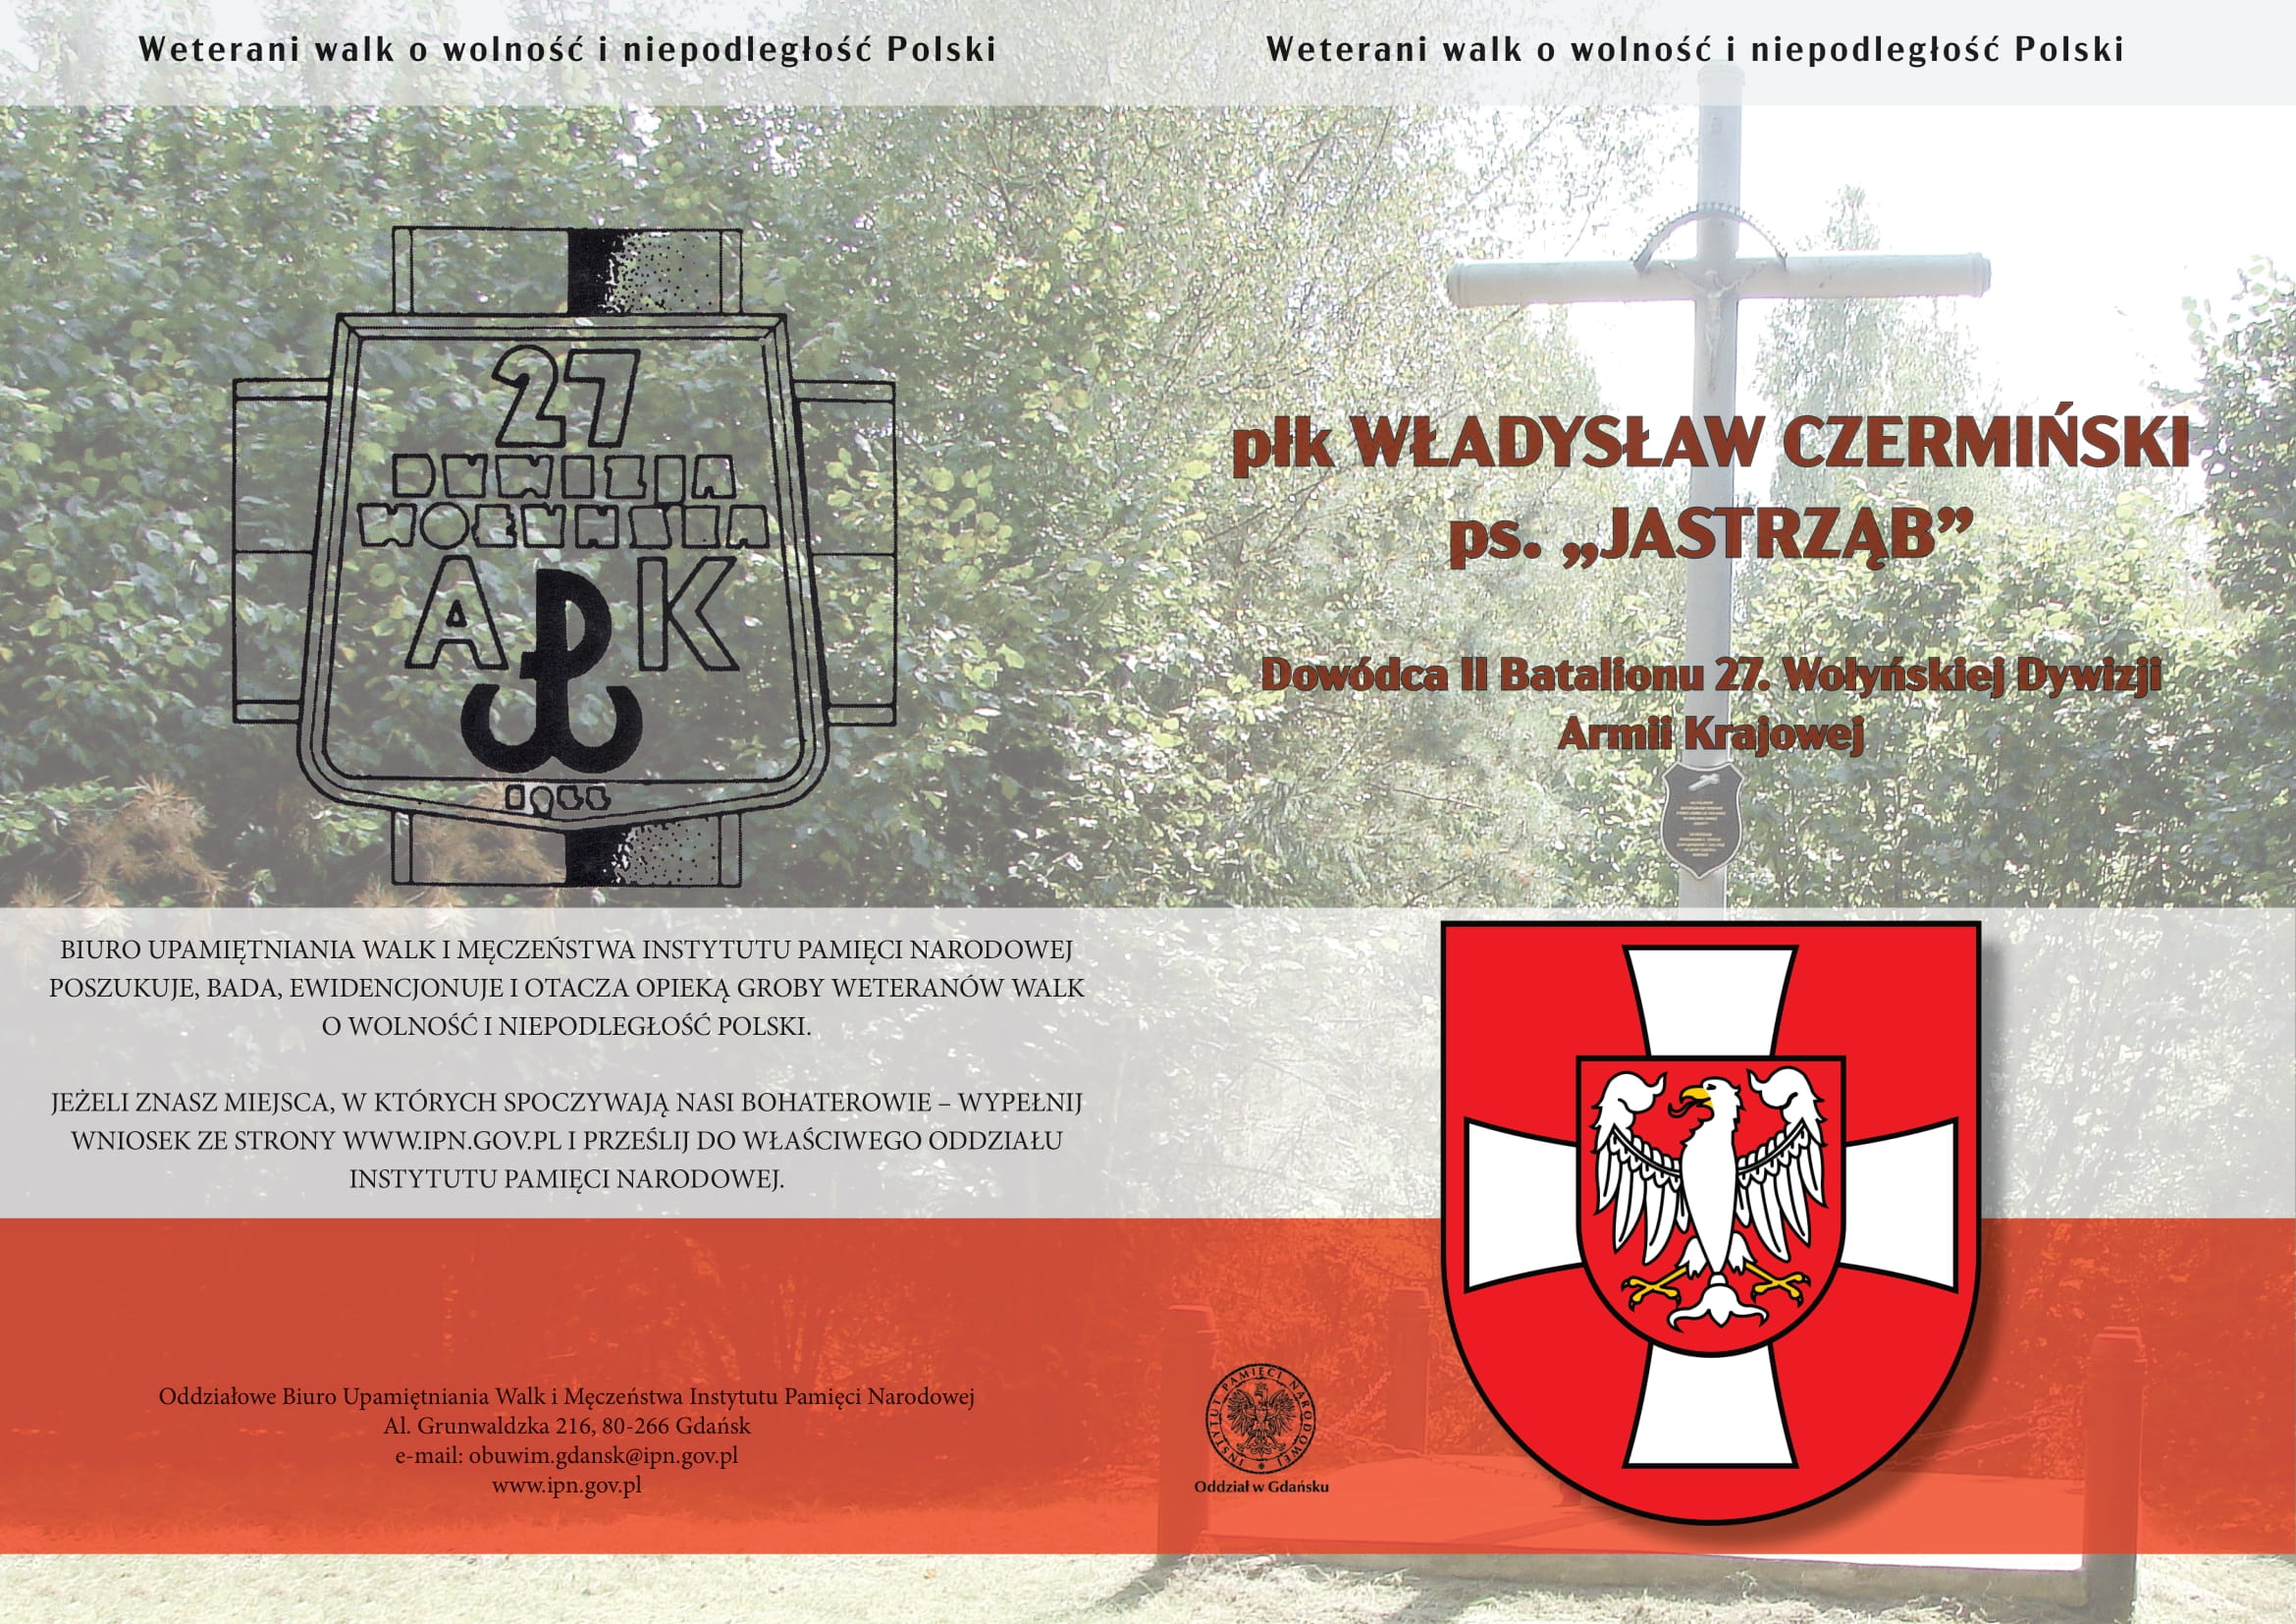 Weterani walk o wolność i niepodległość Polski
27
DYWIZJA
WOŁYŃSKA
A K
1944
BIURO UPAMIĘTNIANIA WALK I MĘCZEŃSTWA INSTYTUTU PAMIĘCI NARODOWEJ
POSZUKUJE, BADA, EWIDENCJONUJE I OTACZA OPIEKĄ GROBY WETERANÓW WALK
O WOLNOŚĆ I NIEPODLEGŁOŚĆ POLSKI.
JEŻELI ZNASZ MIEJSCA, W KTÓRYCH SPOCZYWAJĄ NASI BOHATEROWIE – WYPEŁNIJ
WNIOSEK ZE STRONY WWW.IPN.GOV.PL I PRZEŚLIJ DO WŁAŚCIWEGO ODDZIAŁU
INSTYTUTU PAMIĘCI NARODOWEJ.
Oddziałowe Biuro Upamiętniania Walk i Męczeństwa Instytutu Pamięci Narodowej
Al. Grunwaldzka 216, 80-266 Gdańsk
e-mail: obuwim.gdansk@ipn.gov.pl
www.ipn.gov.pl
Weterani walk o wolność i niepodległość Polski
płk WŁADYSŁAW CZERMIŃSKI
ps. „JASTRZĄB”
Dowódca II Batalionu 27. Wołyńskiej Dywizji
Armii Krajowej
INSTYTUT PAMIĘCI NARODOWEJ
Oddział w Gdańsku